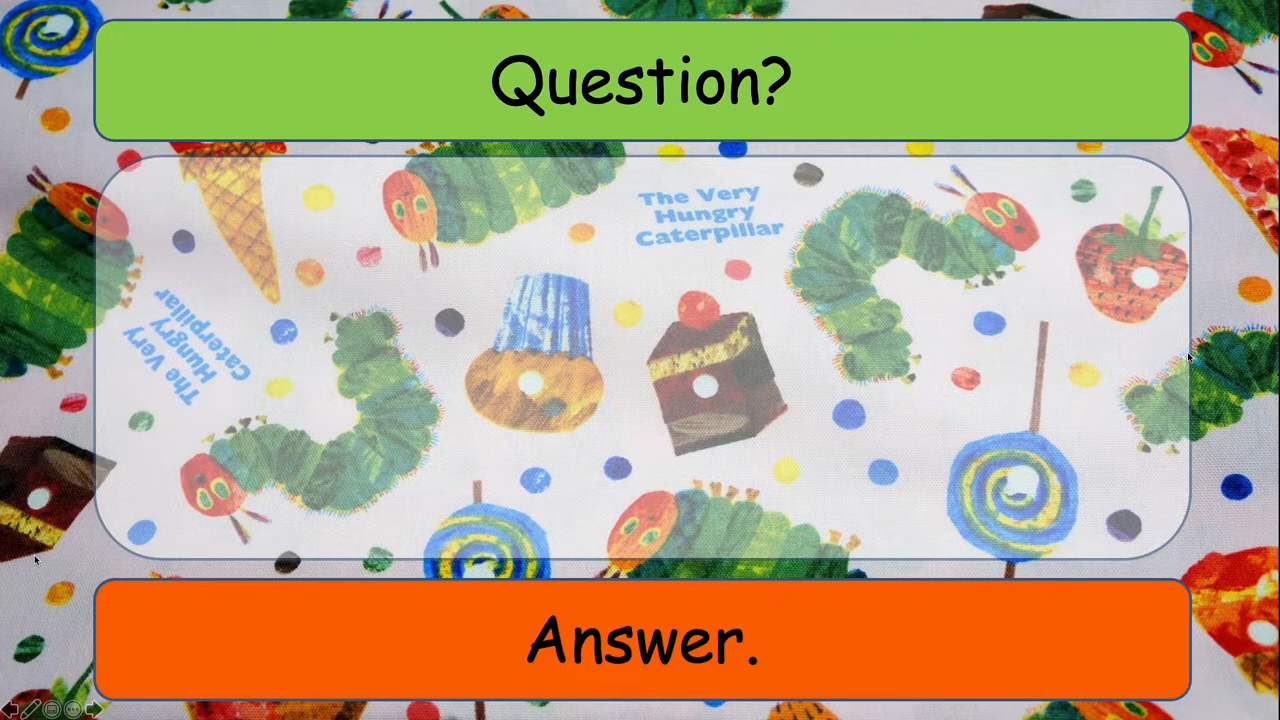 Question?
The Very
Hungry
Caterpillar
The Very
Hungry
Caterpillar
Answer.